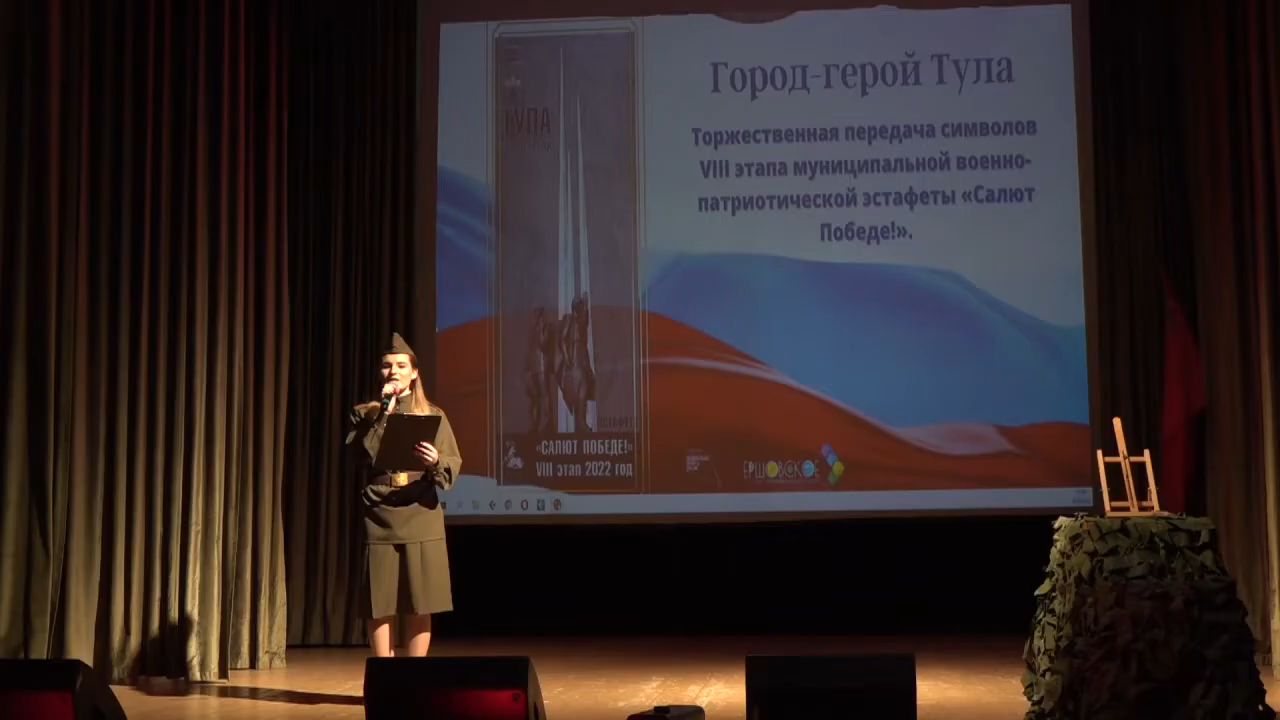 Город-герой Тула
Торжественная передача символов
VIII этапа муниципальной военно-
патриотической эстафеты «Салют
Победе!».
ТУЛА
«САЛЮТ ПОБЕДЕ!»
VIII этап 2022 год
ЕРШОВСКОЕ